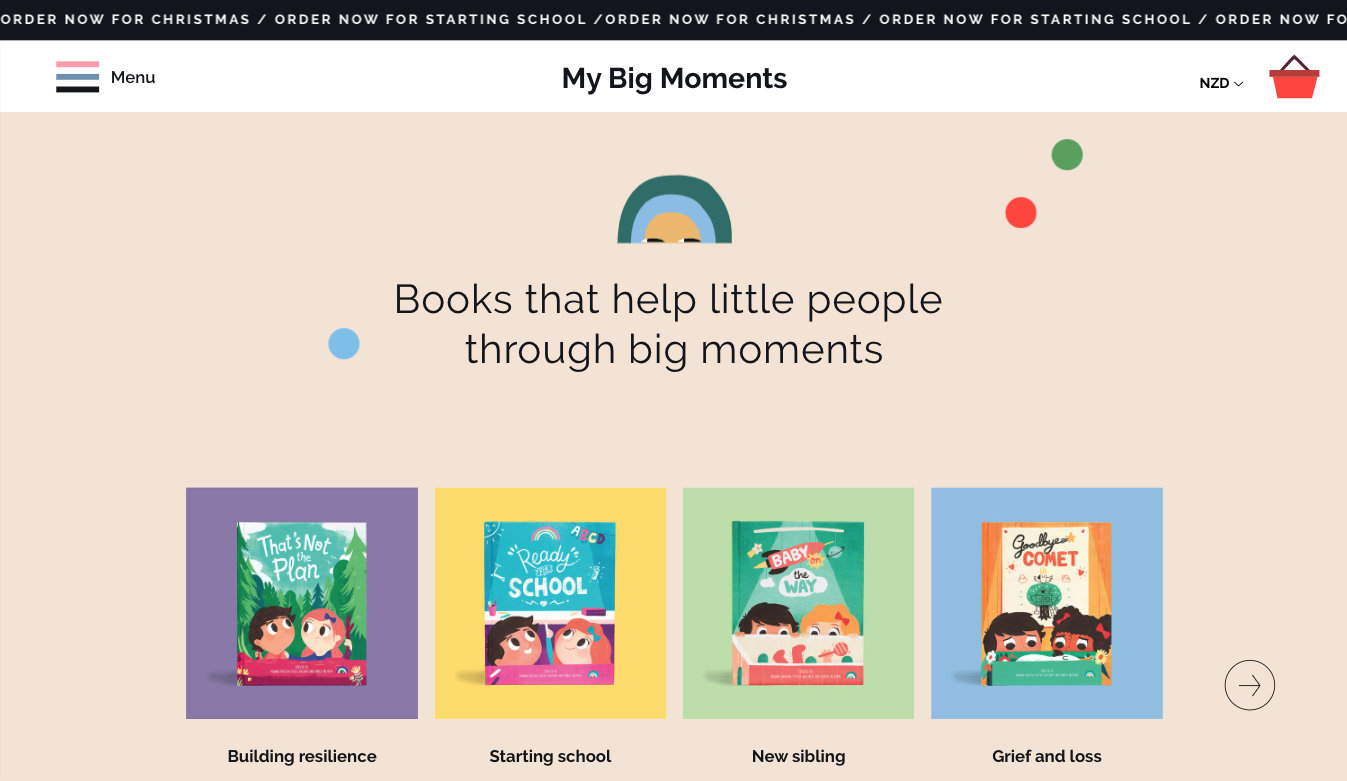 ORDER NOW FOR CHRISTMAS / ORDER NOW FOR STARTING SCHOOL /ORDER NOW FOR CHRISTMAS / ORDER NOW FOR STARTING SCHOOL / ORDER NOW FO
Menu
My Big Moments
NZD
Books that help little people
through big moments
That's Not
the
Plan
ABCD
Ready
for
SCHOOL
BABY
on
the
WAY
Goodbye
COMET
Building resilience
Starting school
New sibling
Grief and loss